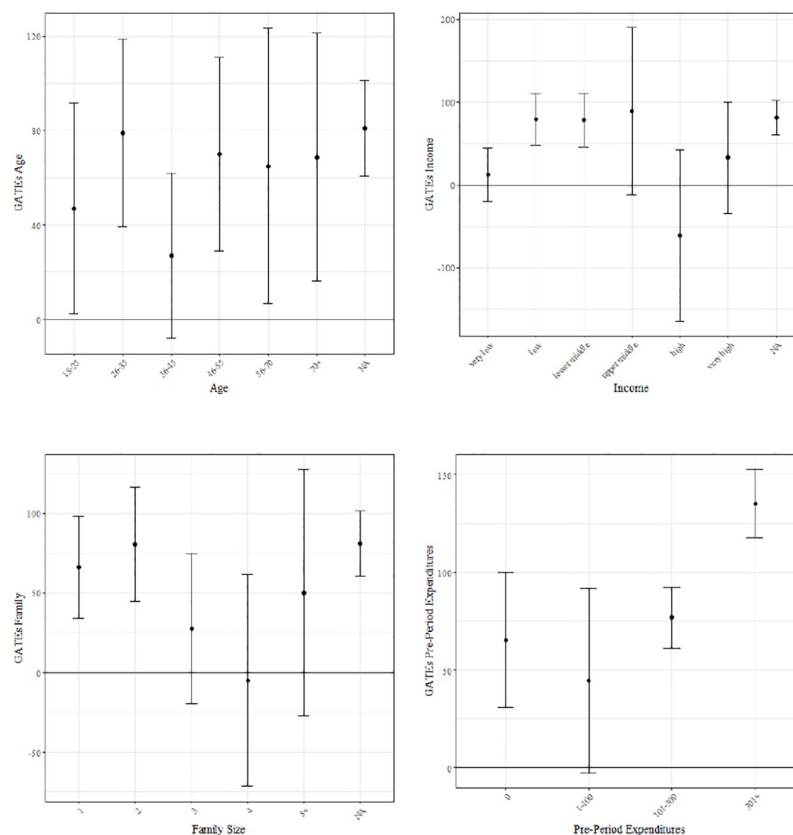 120
80
40
0
GATEs Age
18-25
26-35
36-45
46-55
56-70
70+
NA
Age
200
100
0
-100
GATEs Income
very low
low
lower middle
upper middle
high
very high
NA
Income
100
50
0
-50
GATEs Family
1
2
3
4
5+
NA
Family Size
150
100
50
0
GATEs Pre-Period Expenditures
0
1-100
301+
Pre-Period Expenditures